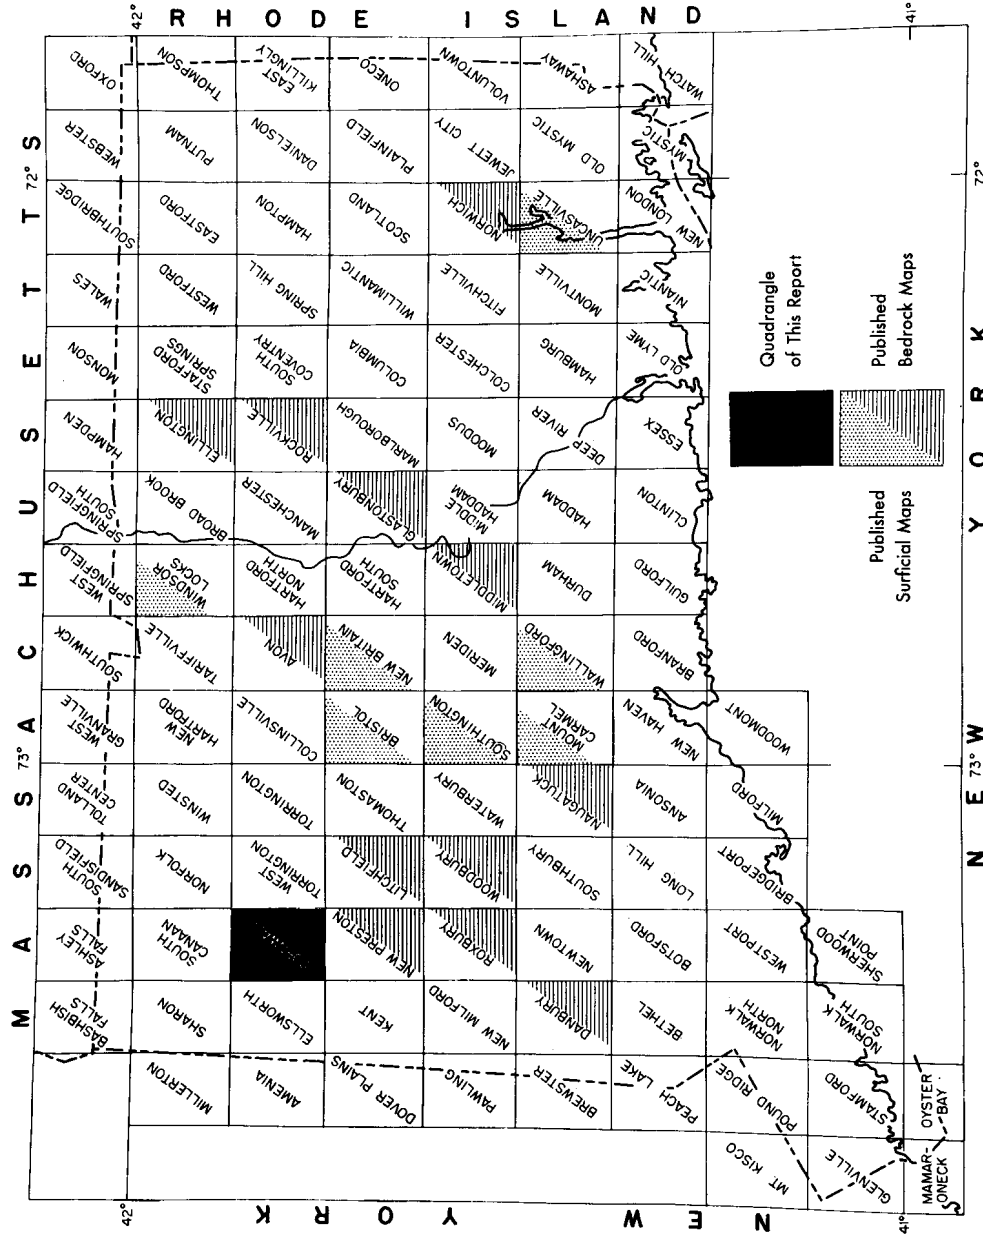 MASSACHUSETTS
RHODE ISLAND
NEW YORK
NEW YORK
42°
42°
41°
41°
73°
73°
72°
72°
BASHBISH
FALLS
ASHLEY
FALLS
SOUTH
SANDISFIELD
TOLLAND
CENTER
WEST
GRANVILLE
SOUTHWICK
WEST
SPRINGFIELD
SPRINGFIELD
SOUTH
HAMPDEN
MONSON
WALES
SOUTHBRIDGE
WEBSTER
OXFORD
MILLERTON
SHARON
SOUTH
CANAAN
NORFOLK
WINSTED
NEW
HARTFORD
TARIFFVILLE
WINDSOR
LOCKS
BROAD BROOK
ELLINGTON
STAFFORD
SPRINGS
WESTFORD
EASTFORD
PUTNAM
THOMPSON
AMENIA
ELLSWORTH
WEST
TORRINGTON
TORRINGTON
COLLINSVILLE
AVON
HARTFORD
NORTH
MANCHESTER
ROCKVILLE
SOUTH
COVENTRY
SPRING HILL
HAMPTON
DANIELSON
EAST
KILLINGLY
DOVER PLAINS
KENT
NEW PRESTON
LITCHFIELD
THOMASTON
BRISTOL
NEW BRITAIN
HARTFORD
SOUTH
GLASTONBURY
MARLBOROUGH
COLUMBIA
WILLIMANTIC
SCOTLAND
PLAINFIELD
ONECO
PAWLING
NEW MILFORD
ROXBURY
WOODBURY
WATERBURY
SOUTHINGTON
MERIDEN
MIDDLETOWN
MIDDLE
HADDAM
MOODUS
COLCHESTER
FITCHVILLE
NORWICH
JEWETT CITY
VOLUNTOWN
BREWSTER
DANBURY
NEWTOWN
SOUTHBURY
NAUGATUCK
MOUNT
CARMEL
WALLINGFORD
DURHAM
HADDAM
DEEP RIVER
HAMBURG
MONTVILLE
UNCASVILLE
OLD MYSTIC
ASHAWAY
PEACH LAKE
BETHEL
BOTSFORD
LONG HILL
ANSONIA
NEW HAVEN
BRANFORD
GUILFORD
CLINTON
ESSEX
OLD LYME
NIANTIC
NEW LONDON
MYSTIC
WATCH HILL
MT KISCO
POUND RIDGE
NORWALK
NORTH
WESTPORT
BRIDGEPORT
MILFORD
WOODMONT
GLENVILLE
STAMFORD
NORWALK
SOUTH
SHERWOOD
POINT
MAMAR-
ONECK
OYSTER
BAY
Quadrangle
of This Report
Published
Bedrock Maps
Published
Surficial Maps